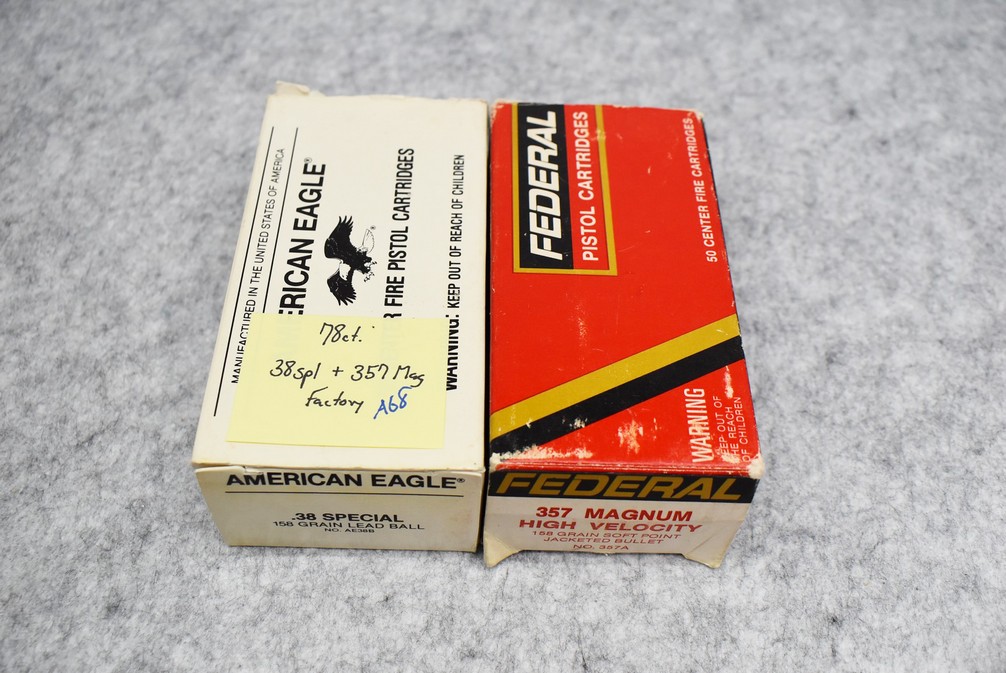 MANUFACTURED IN THE UNITED STATES OF AMERICA
ERICAN EAGLE®
R FIRE PISTOL CARTRIDGES
WARNING: KEEP OUT OF REACH OF CHILDREN
78ct.
38spl + 357 Mag
Factory A68
AMERICAN EAGLE®
.38 SPECIAL
158 GRAIN LEAD BALL
NO. AE38B
FEDERAL
PISTOL CARTRIDGES
50 CENTER FIRE CARTRIDGES
WARNING
KEEP OUT OF
THE REACH
OF CHILDREN
FEDERAL
357 MAGNUM
HIGH VELOCITY
158 GRAIN SOFT POINT
JACKETED BULLET
NO. 357A